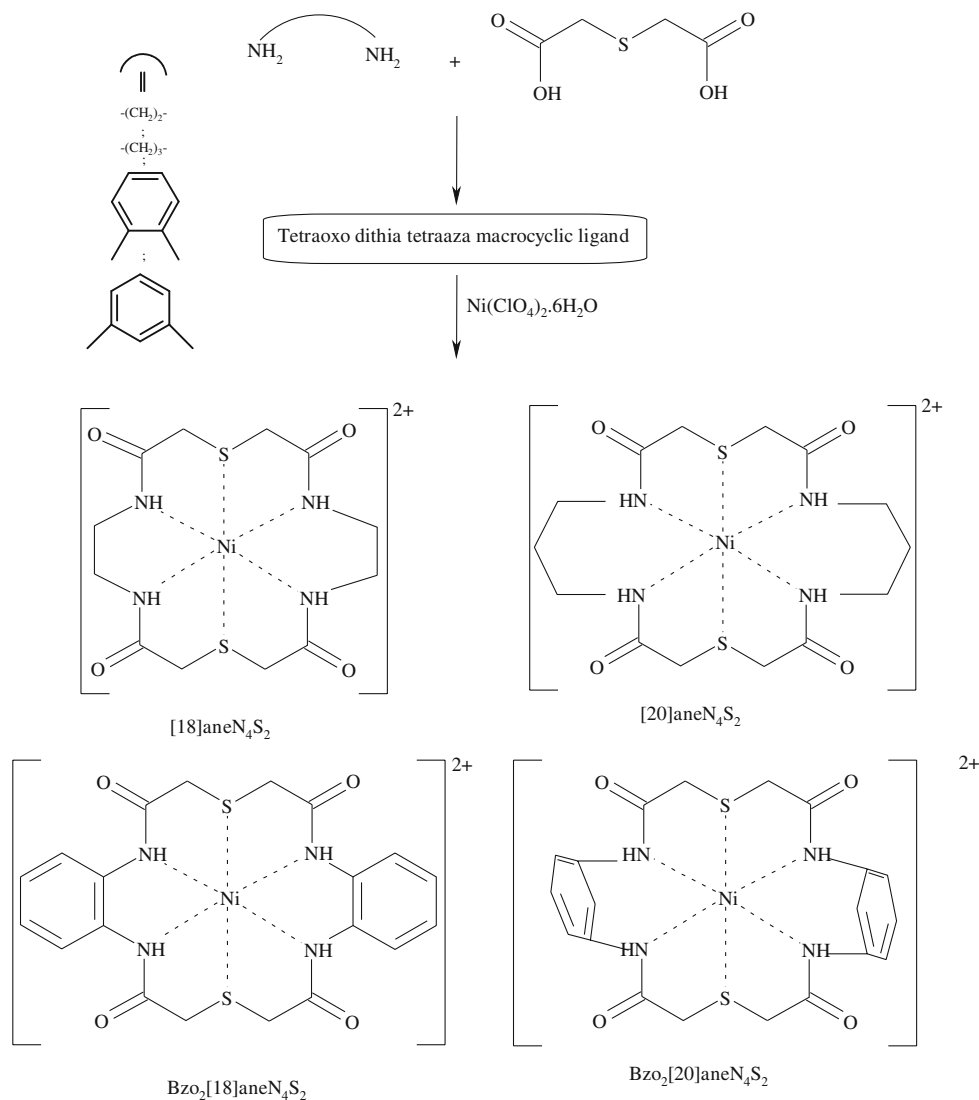 O O
NH2 NH2 + S
OH OH
-(CH2)2-
;
-(CH2)3-
;
;
Tetraoxo dithia tetraaza macrocyclic ligand
Ni(ClO4)2.6H2O
2+
O S O
NH NH
Ni
NH NH
O S O
[18]aneN4S2
2+
O S O
HN NH
Ni
HN NH
O S O
[20]aneN4S2
2+
O S O
NH NH
Ni
NH NH
O S O
Bzo2[18]aneN4S2
2+
O S O
HN NH
Ni
HN NH
O S O
Bzo2[20]aneN4S2